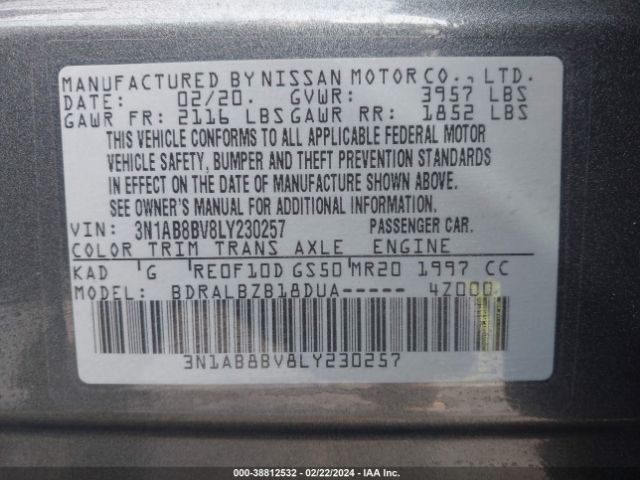 MANUFACTURED BY NISSAN MOTOR CO., LTD.
DATE: 02/20. GVWR: 3957 LBS
GAWR FR: 2116 LBS GAWR RR: 1852 LBS
THIS VEHICLE CONFORMS TO ALL APPLICABLE FEDERAL MOTOR
VEHICLE SAFETY, BUMPER AND THEFT PREVENTION STANDARDS
IN EFFECT ON THE DATE OF MANUFACTURE SHOWN ABOVE.
SEE OWNER'S MANUAL FOR ADDITIONAL INFORMATION.
VIN: 3N1AB8BV8LY230257 PASSENGER CAR.
COLOR TRIM TRANS AXLE ENGINE
KAD G RE0F10D GS50 MR20 1997 CC
MODEL: BDRALBZB18DUA----- 4Z000
3N1AB8BV8LY230257
000-38812532 - 02/22/2024 - IAA Inc.